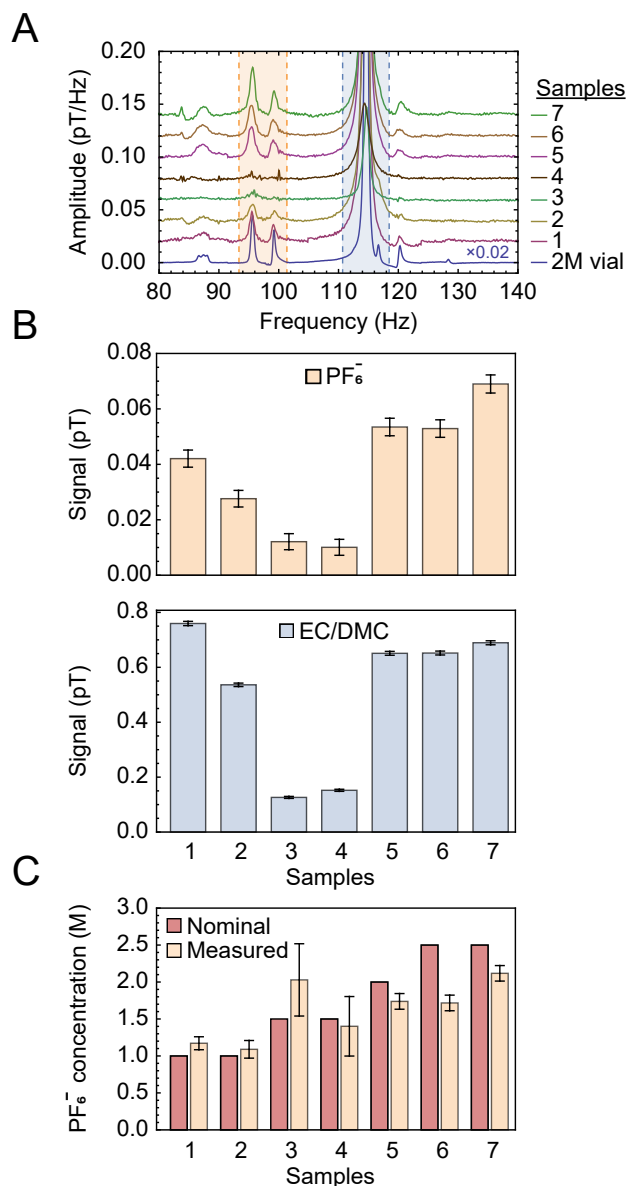 A
Amplitude (pT/Hz)
0.20
0.15
0.10
0.05
0.00
80 90 100 110 120 130 140
Frequency (Hz)
×0.02
Samples
7
6
5
4
3
2
1
2M vial
B
Signal (pT)
0.08
0.06
0.04
0.02
0.00
PF₆⁻
Signal (pT)
0.8
0.6
0.4
0.2
0.0
EC/DMC
1 2 3 4 5 6 7
Samples
C
PF₆⁻ concentration (M)
3.0
2.5
2.0
1.5
1.0
0.5
0.0
Nominal
Measured
1 2 3 4 5 6 7
Samples